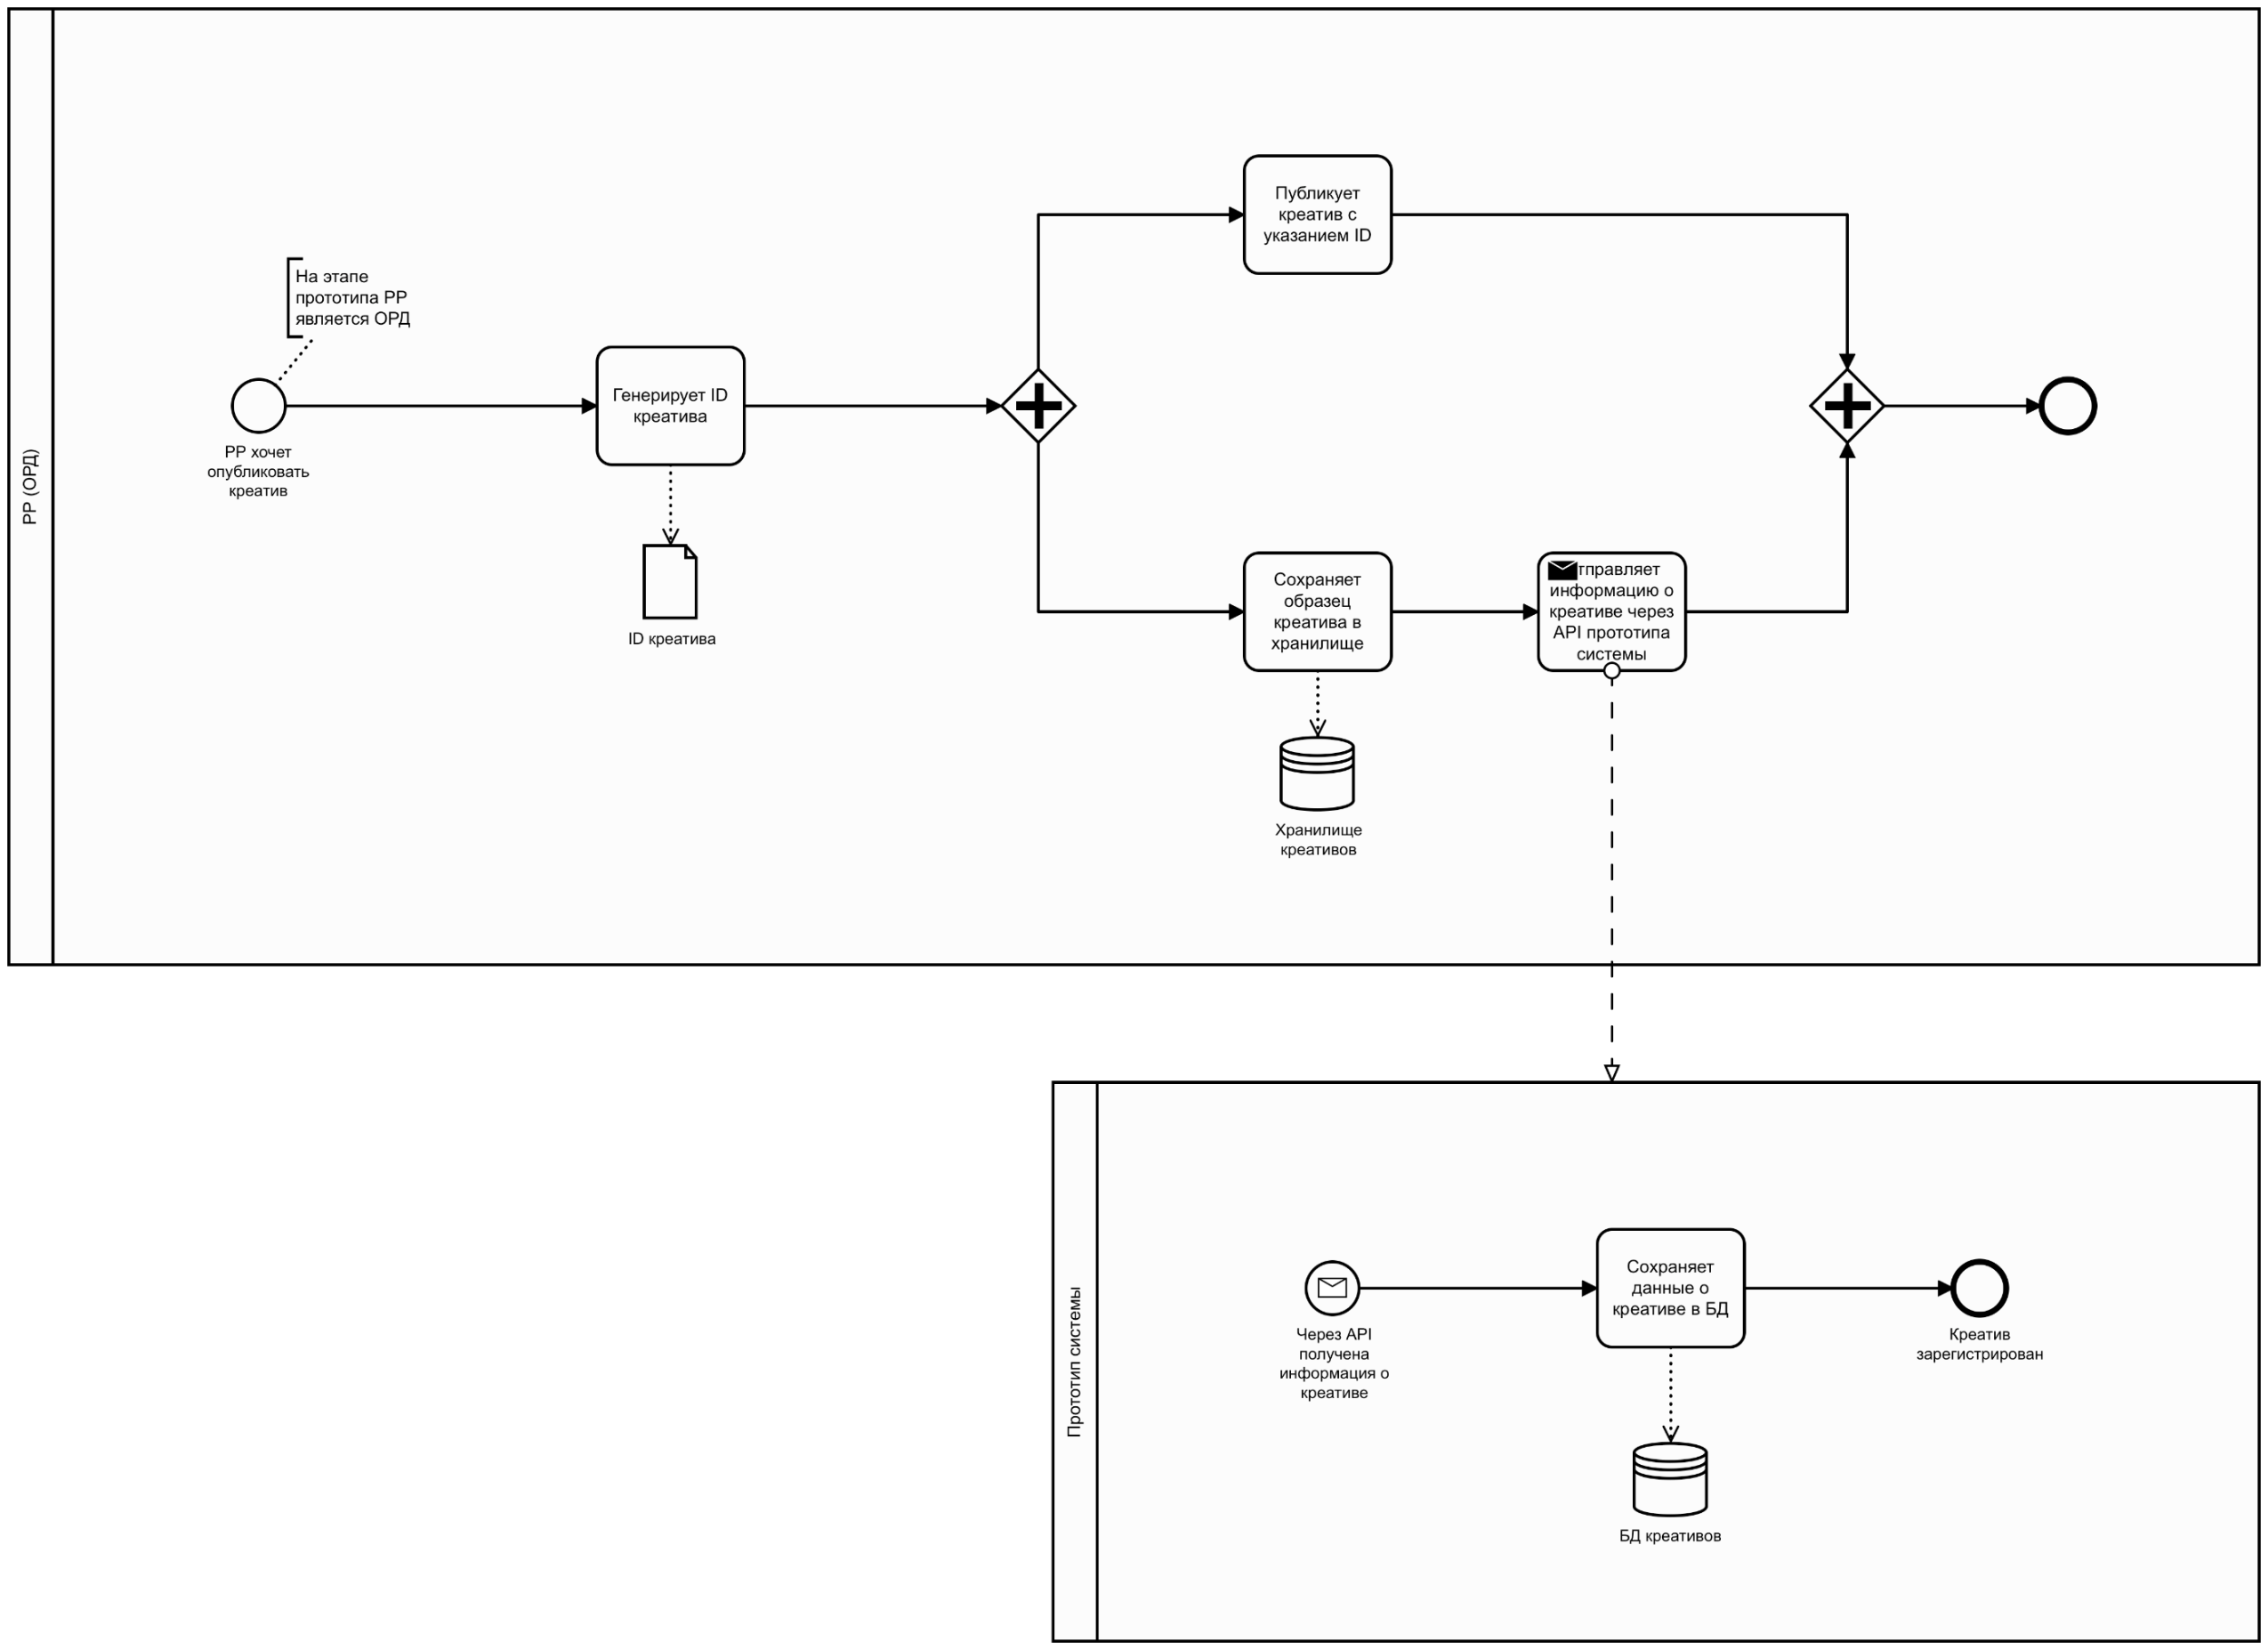 РР (ОРД)
На этапе
прототипа РР
является ОРД
РР хочет
опубликовать
креатив
Генерирует ID
креатива
ID креатива
Публикует
креатив с
указанием ID
Сохраняет
образец
креатива в
хранилище
Хранилище
креативов
тправляет
информацию о
креативе через
API прототипа
системы
Прототип системы
Через API
получена
информация о
креативе
Сохраняет
данные о
креативе в БД
БД креативов
Креатив
зарегистрирован